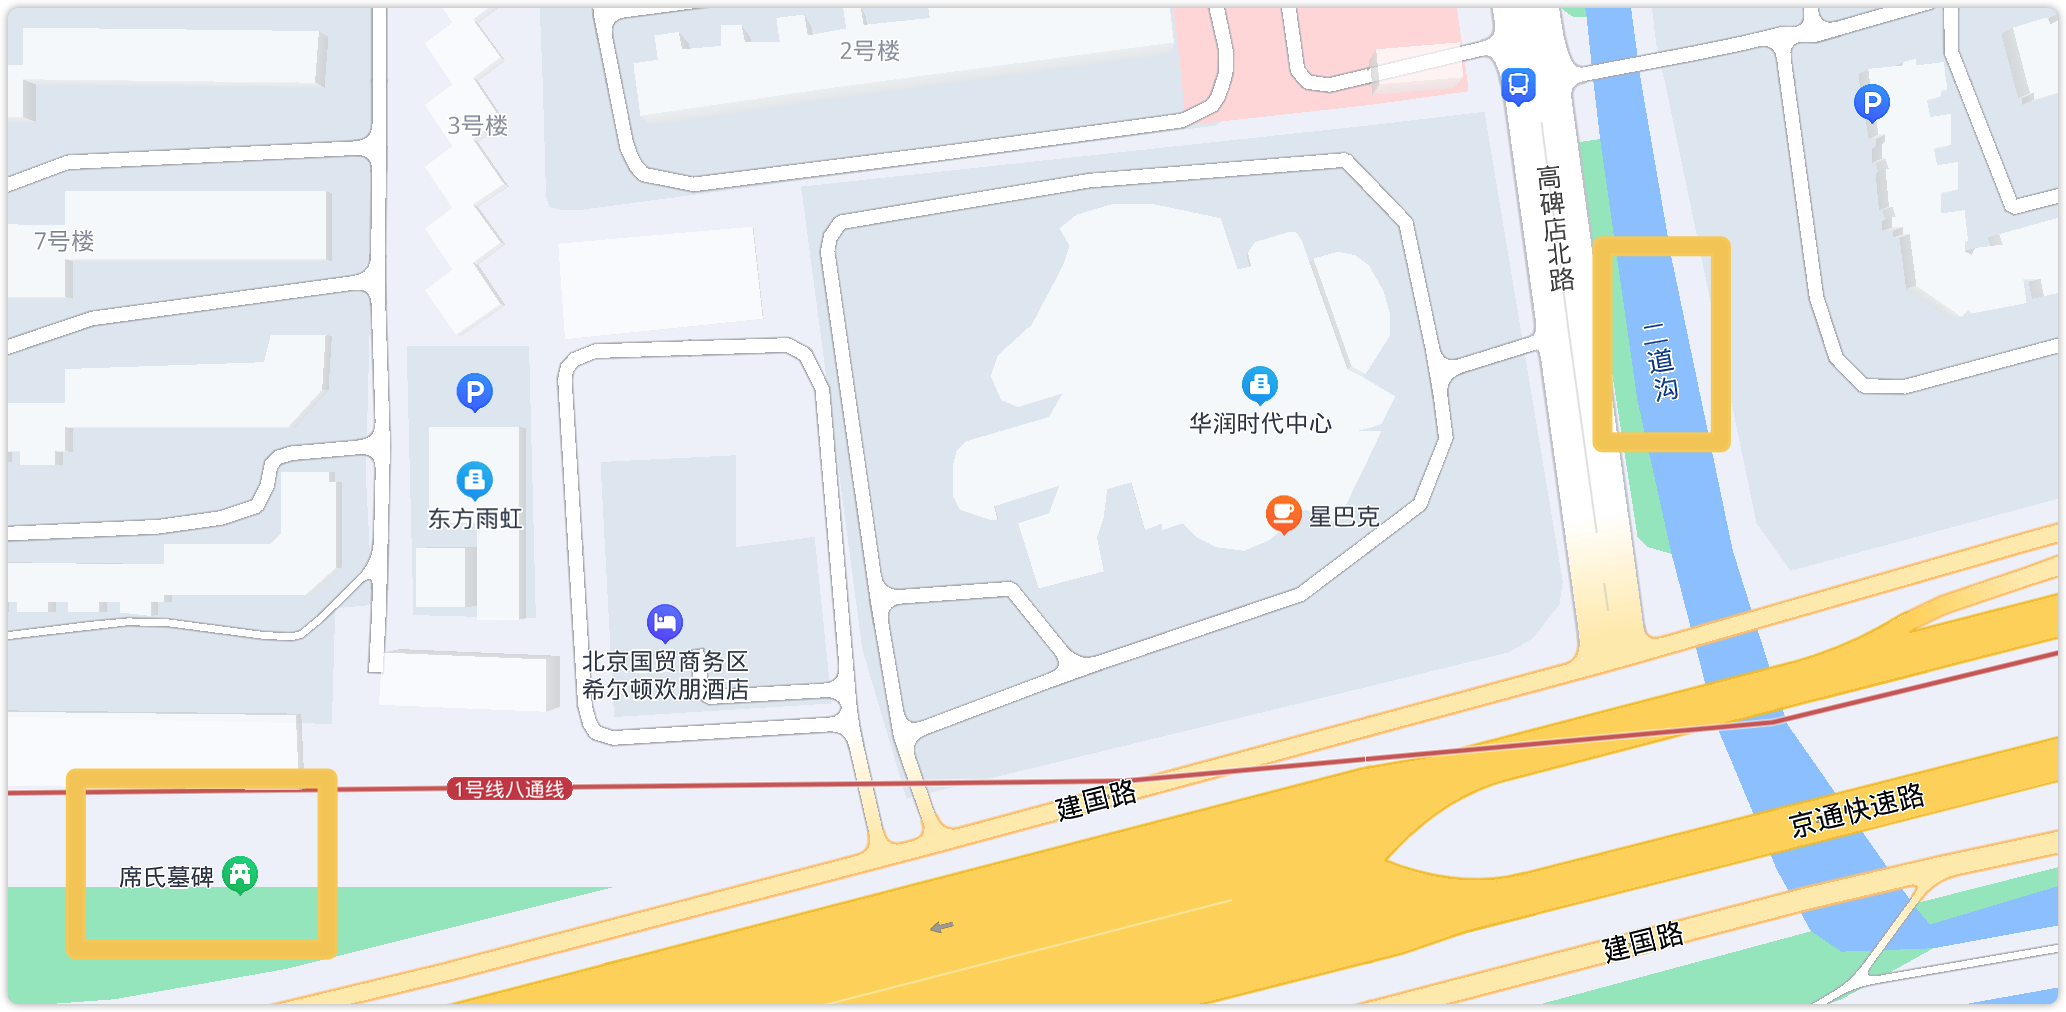 2号楼
3号楼
P
高碑店北路
7号楼
二道沟
P
华润时代中心
东方雨虹
星巴克
北京国贸商务区
希尔顿欢朋酒店
1号线八通线
建国路
京通快速路
席氏墓碑
建国路